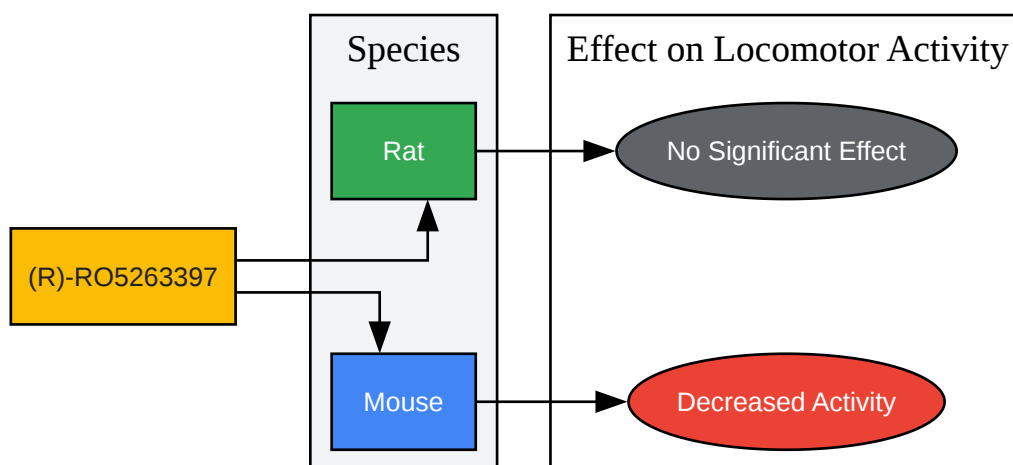 Species
Effect on Locomotor Activity
Rat
No Significant Effect
(R)-RO5263397
Mouse
Decreased Activity